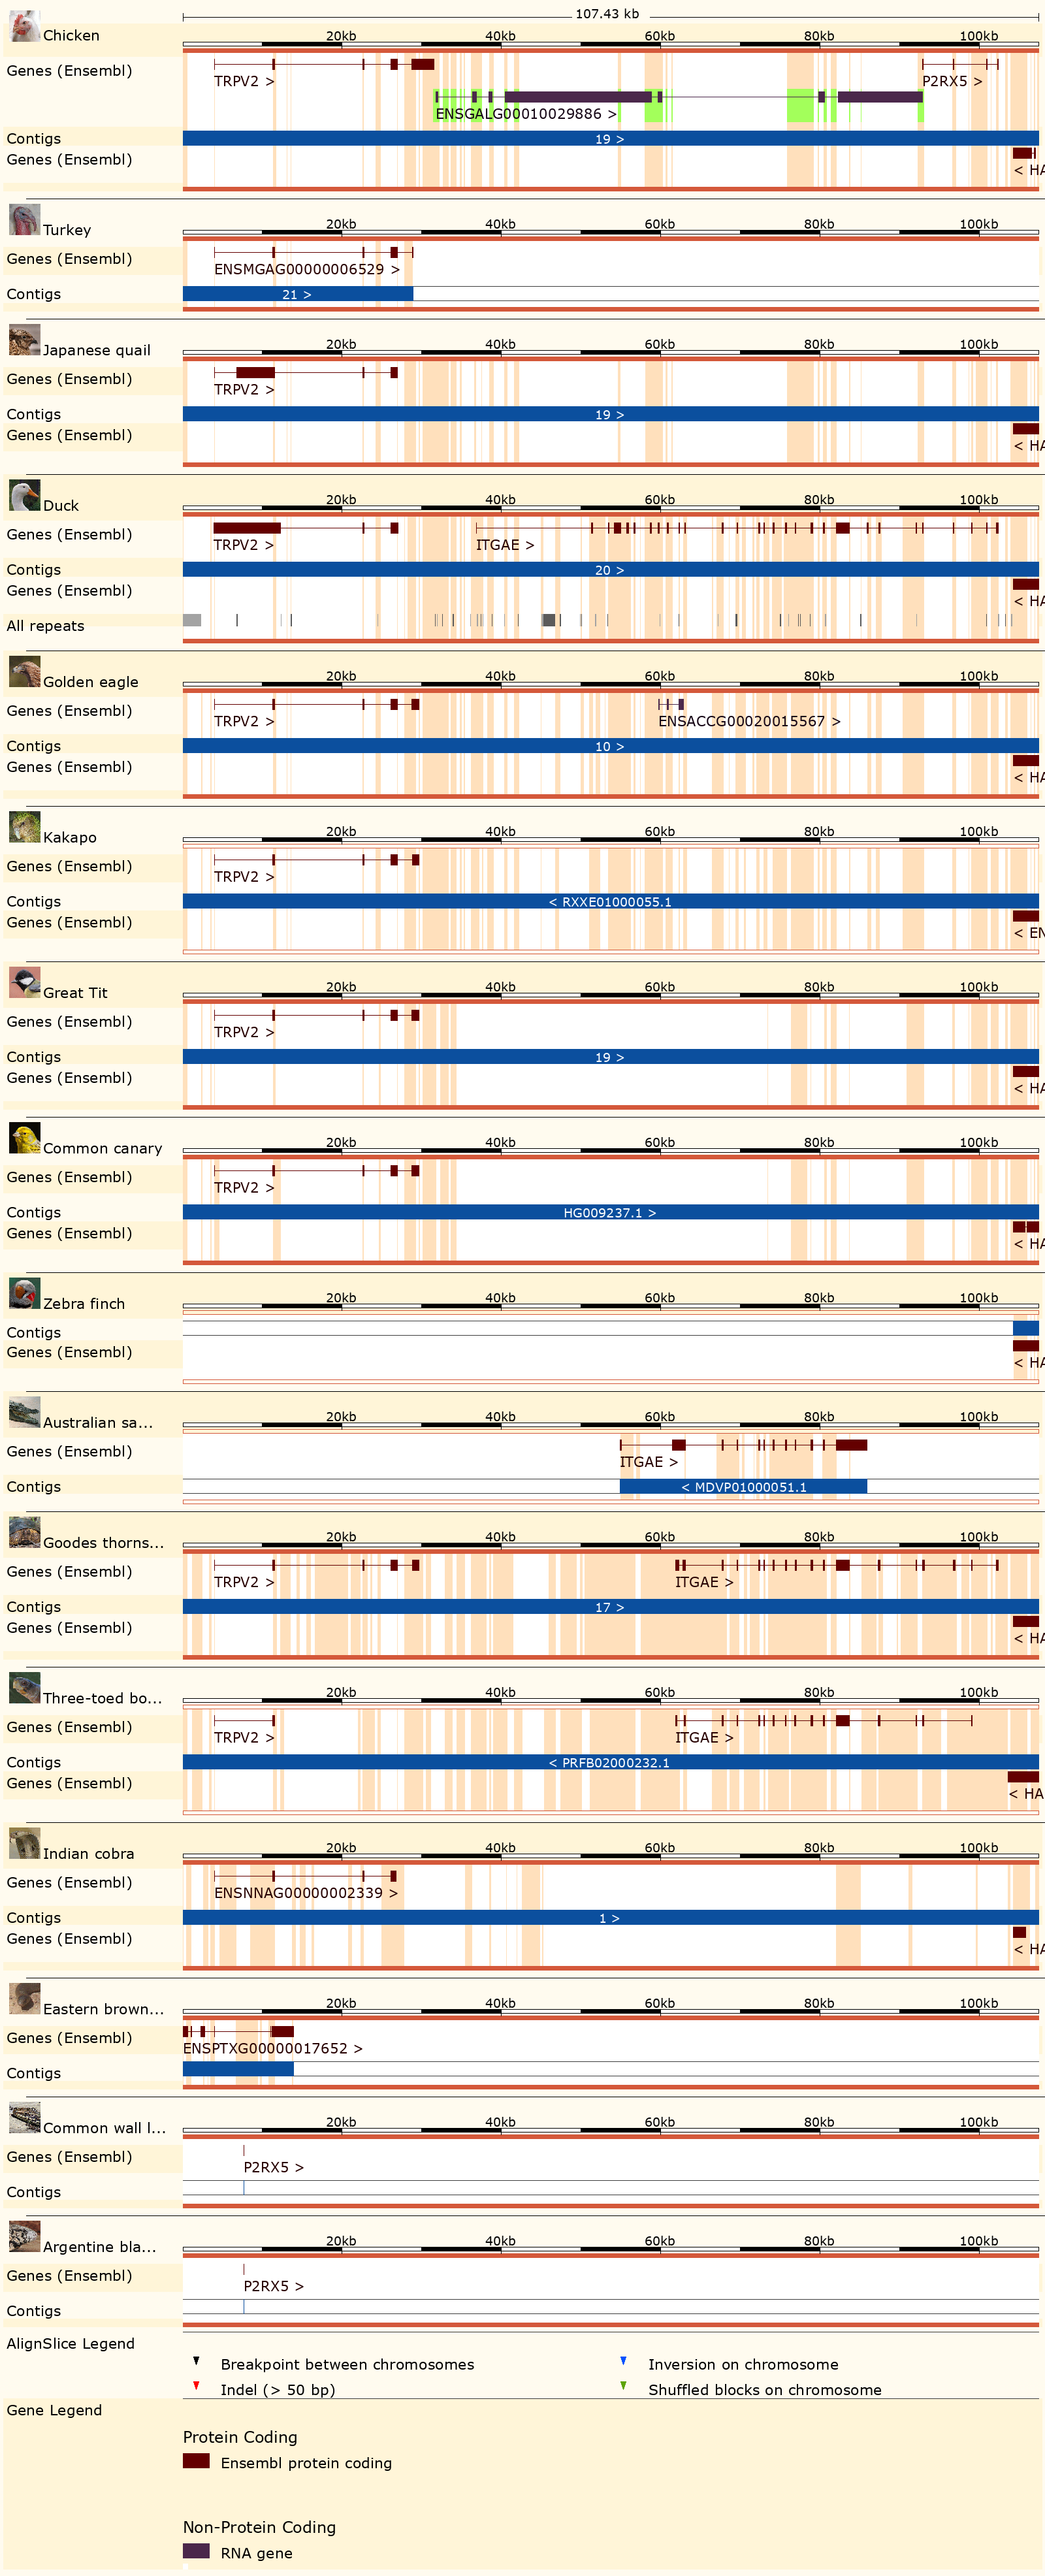 107.43 kb
Chicken
20kb 40kb 60kb 80kb 100kb
Genes (Ensembl)
TRPV2 > P2RX5 >
ENSGALG00010029886 >
Contigs 19 >
Genes (Ensembl)
< HA
Turkey
20kb 40kb 60kb 80kb 100kb
Genes (Ensembl)
ENSMGAG00000006529 >
Contigs 21 >
Japanese quail
20kb 40kb 60kb 80kb 100kb
Genes (Ensembl)
TRPV2 >
Contigs 19 >
Genes (Ensembl)
< HA
Duck
20kb 40kb 60kb 80kb 100kb
Genes (Ensembl)
TRPV2 > ITGAE >
Contigs 20 >
Genes (Ensembl)
< HA
All repeats
Golden eagle
20kb 40kb 60kb 80kb 100kb
Genes (Ensembl)
TRPV2 > ENSACCG00020015567 >
Contigs 10 >
Genes (Ensembl)
< HA
Kakapo
20kb 40kb 60kb 80kb 100kb
Genes (Ensembl)
TRPV2 >
Contigs < RXXE01000055.1
Genes (Ensembl)
< EN
Great Tit
20kb 40kb 60kb 80kb 100kb
Genes (Ensembl)
TRPV2 >
Contigs 19 >
Genes (Ensembl)
< HA
Common canary
20kb 40kb 60kb 80kb 100kb
Genes (Ensembl)
TRPV2 >
Contigs HG009237.1 >
Genes (Ensembl)
< HA
Zebra finch
20kb 40kb 60kb 80kb 100kb
Contigs
Genes (Ensembl)
< HA
Australian sa...
20kb 40kb 60kb 80kb 100kb
Genes (Ensembl)
ITGAE >
Contigs < MDVP01000051.1
Goodes thorns...
20kb 40kb 60kb 80kb 100kb
Genes (Ensembl)
TRPV2 > ITGAE >
Contigs 17 >
Genes (Ensembl)
< HA
Three-toed bo...
20kb 40kb 60kb 80kb 100kb
Genes (Ensembl)
TRPV2 > ITGAE >
Contigs < PRFB02000232.1
Genes (Ensembl)
< HA
Indian cobra
20kb 40kb 60kb 80kb 100kb
Genes (Ensembl)
ENSNNAG00000002339 >
Contigs 1 >
Genes (Ensembl)
< HA
Eastern brown...
20kb 40kb 60kb 80kb 100kb
Genes (Ensembl)
ENSPTXG00000017652 >
Contigs
Common wall l...
20kb 40kb 60kb 80kb 100kb
Genes (Ensembl)
P2RX5 >
Contigs
Argentine bla...
20kb 40kb 60kb 80kb 100kb
Genes (Ensembl)
P2RX5 >
Contigs
AlignSlice Legend
Breakpoint between chromosomes Inversion on chromosome
Indel (> 50 bp) Shuffled blocks on chromosome
Gene Legend
Protein Coding
Ensembl protein coding
Non-Protein Coding
RNA gene